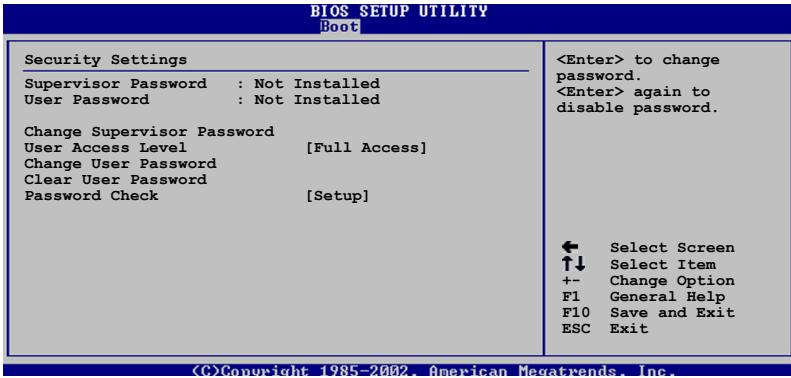 BIOS SETUP UTILITY
Boot
Security Settings
Supervisor Password : Not Installed
User Password : Not Installed
Change Supervisor Password
User Access Level [Full Access]
Change User Password
Clear User Password
Password Check [Setup]
<Enter> to change
password.
<Enter> again to
disable password.
← Select Screen
↑↓ Select Item
+- Change Option
F1 General Help
F10 Save and Exit
ESC Exit
(C)Copyright 1985-2002, American Megatrends, Inc.